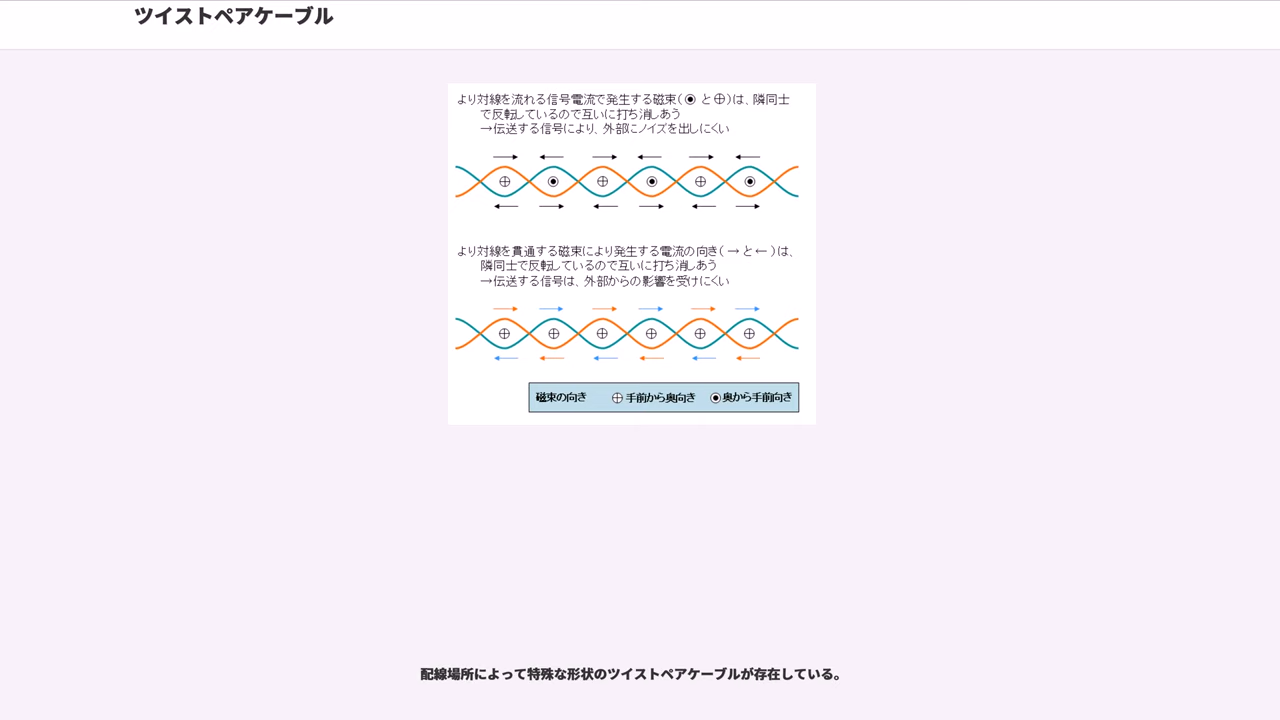 ツイストペアケーブル
より対線を流れる信号電流で発生する磁束(◉と⊕)は、隣同士
で反転しているので互いに打ち消しあう
→伝送する信号により、外部にノイズを出しにくい
より対線を貫通する磁束により発生する電流の向き(→と←)は、
隣同士で反転しているので互いに打ち消しあう
→伝送する信号は、外部からの影響を受けにくい
磁束の向き ⊕手前から奥向き ◉奥から手前向き
配線場所によって特殊な形状のツイストペアケーブルが存在している。